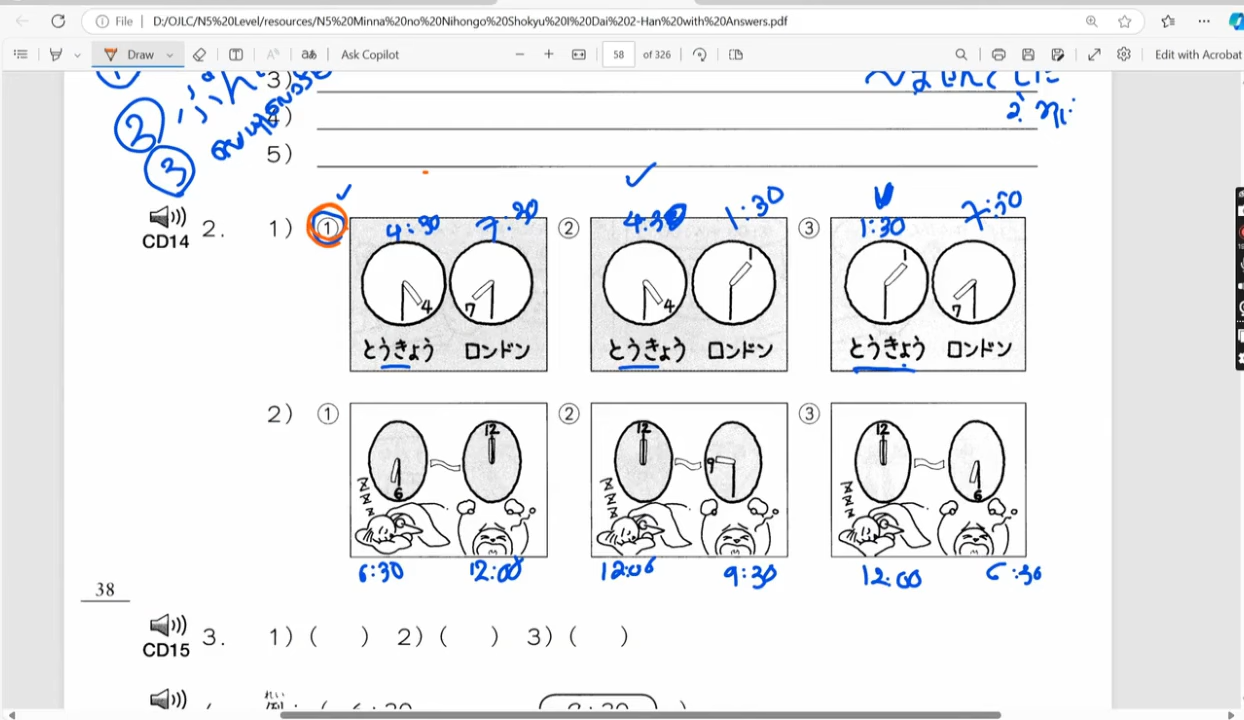 File D:/OJLC/N5%20Level/resources/N5%20Minna%20no%20Nihongo%20Shokyu%20I%20Dai%202-Han%20with%20Answers.pdf
Draw Ask Copilot 58 of 326 Edit with Acrobat
① 3)
② 4)
③ 5)
CD14 2. 1) ① 4:30 7:30 ② 4:30 1:30 ③ 1:30
4 7 4 1 1 7
とうきょう ロンドン とうきょう ロンドン とうきょう ロンドン
2) ① ② ③
6 12 12 9 12 6
z z z z z z z z z
6:30 12:00 9:30 12:00 6:30
38
CD15 3. 1) ( ) 2) ( ) 3) ( )
れい